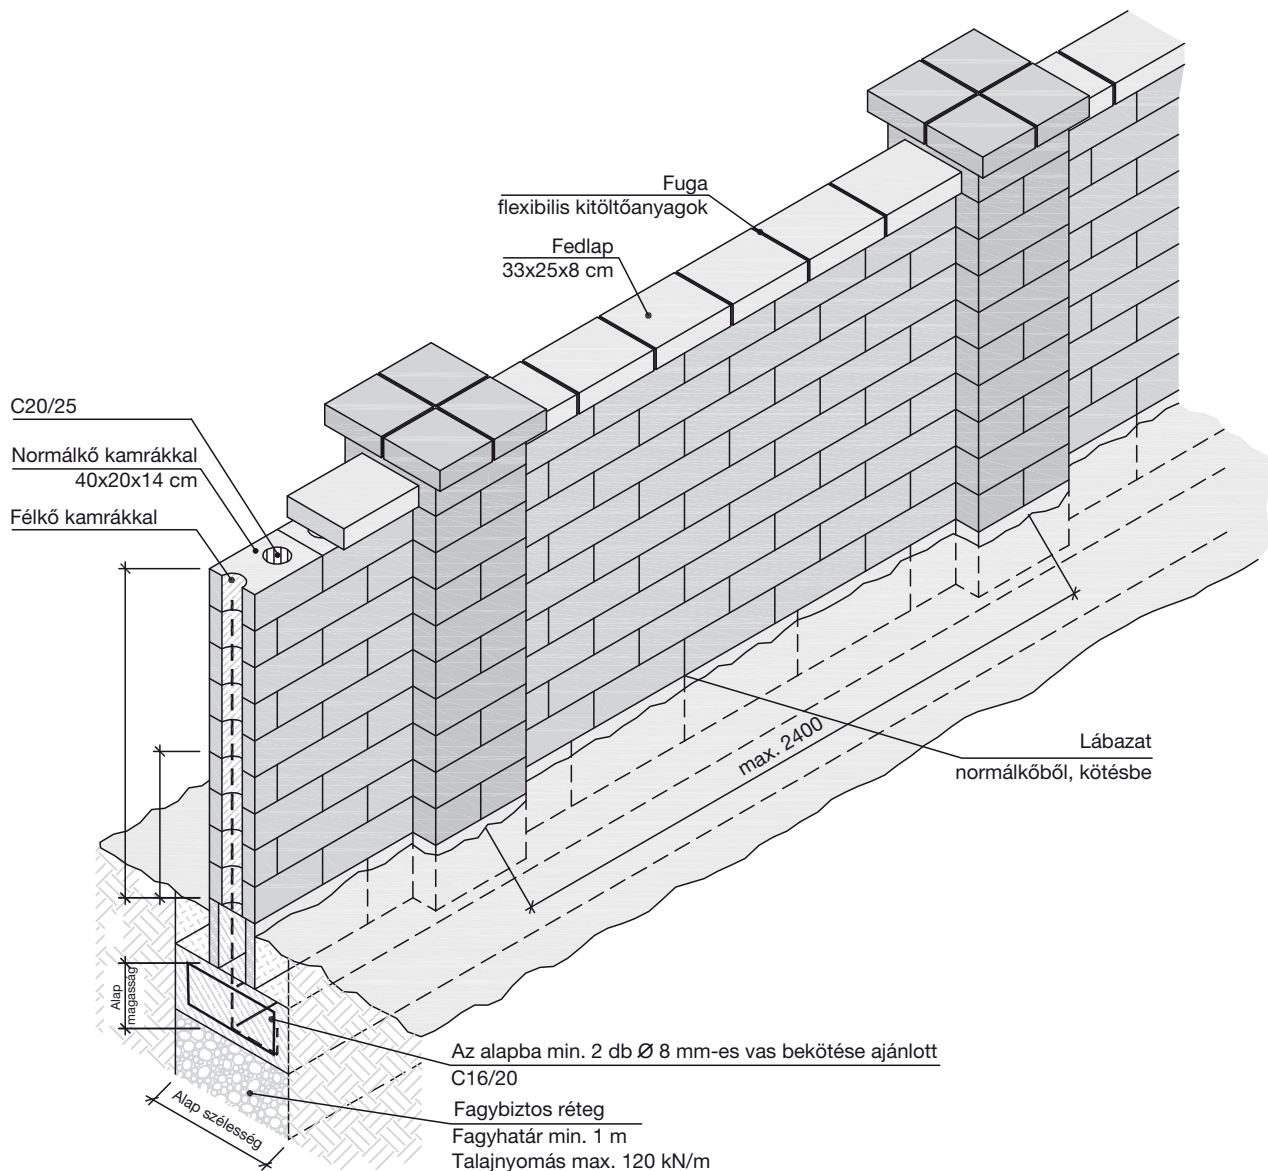 Fuga
flexibilis kitöltőanyagok
Fedlap
33x25x8 cm
C20/25
Normálkő kamrákkal
40x20x14 cm
Félkő kamrákkal
max. 2400
Lábazat
normálkőből, kötésbe
Alap
magasság
Az alapba min. 2 db Ø 8 mm-es vas bekötése ajánlott
C16/20
Alap szélesség
Fagybiztos réteg
Fagyhatár min. 1 m
Talajnyomás max. 120 kN/m